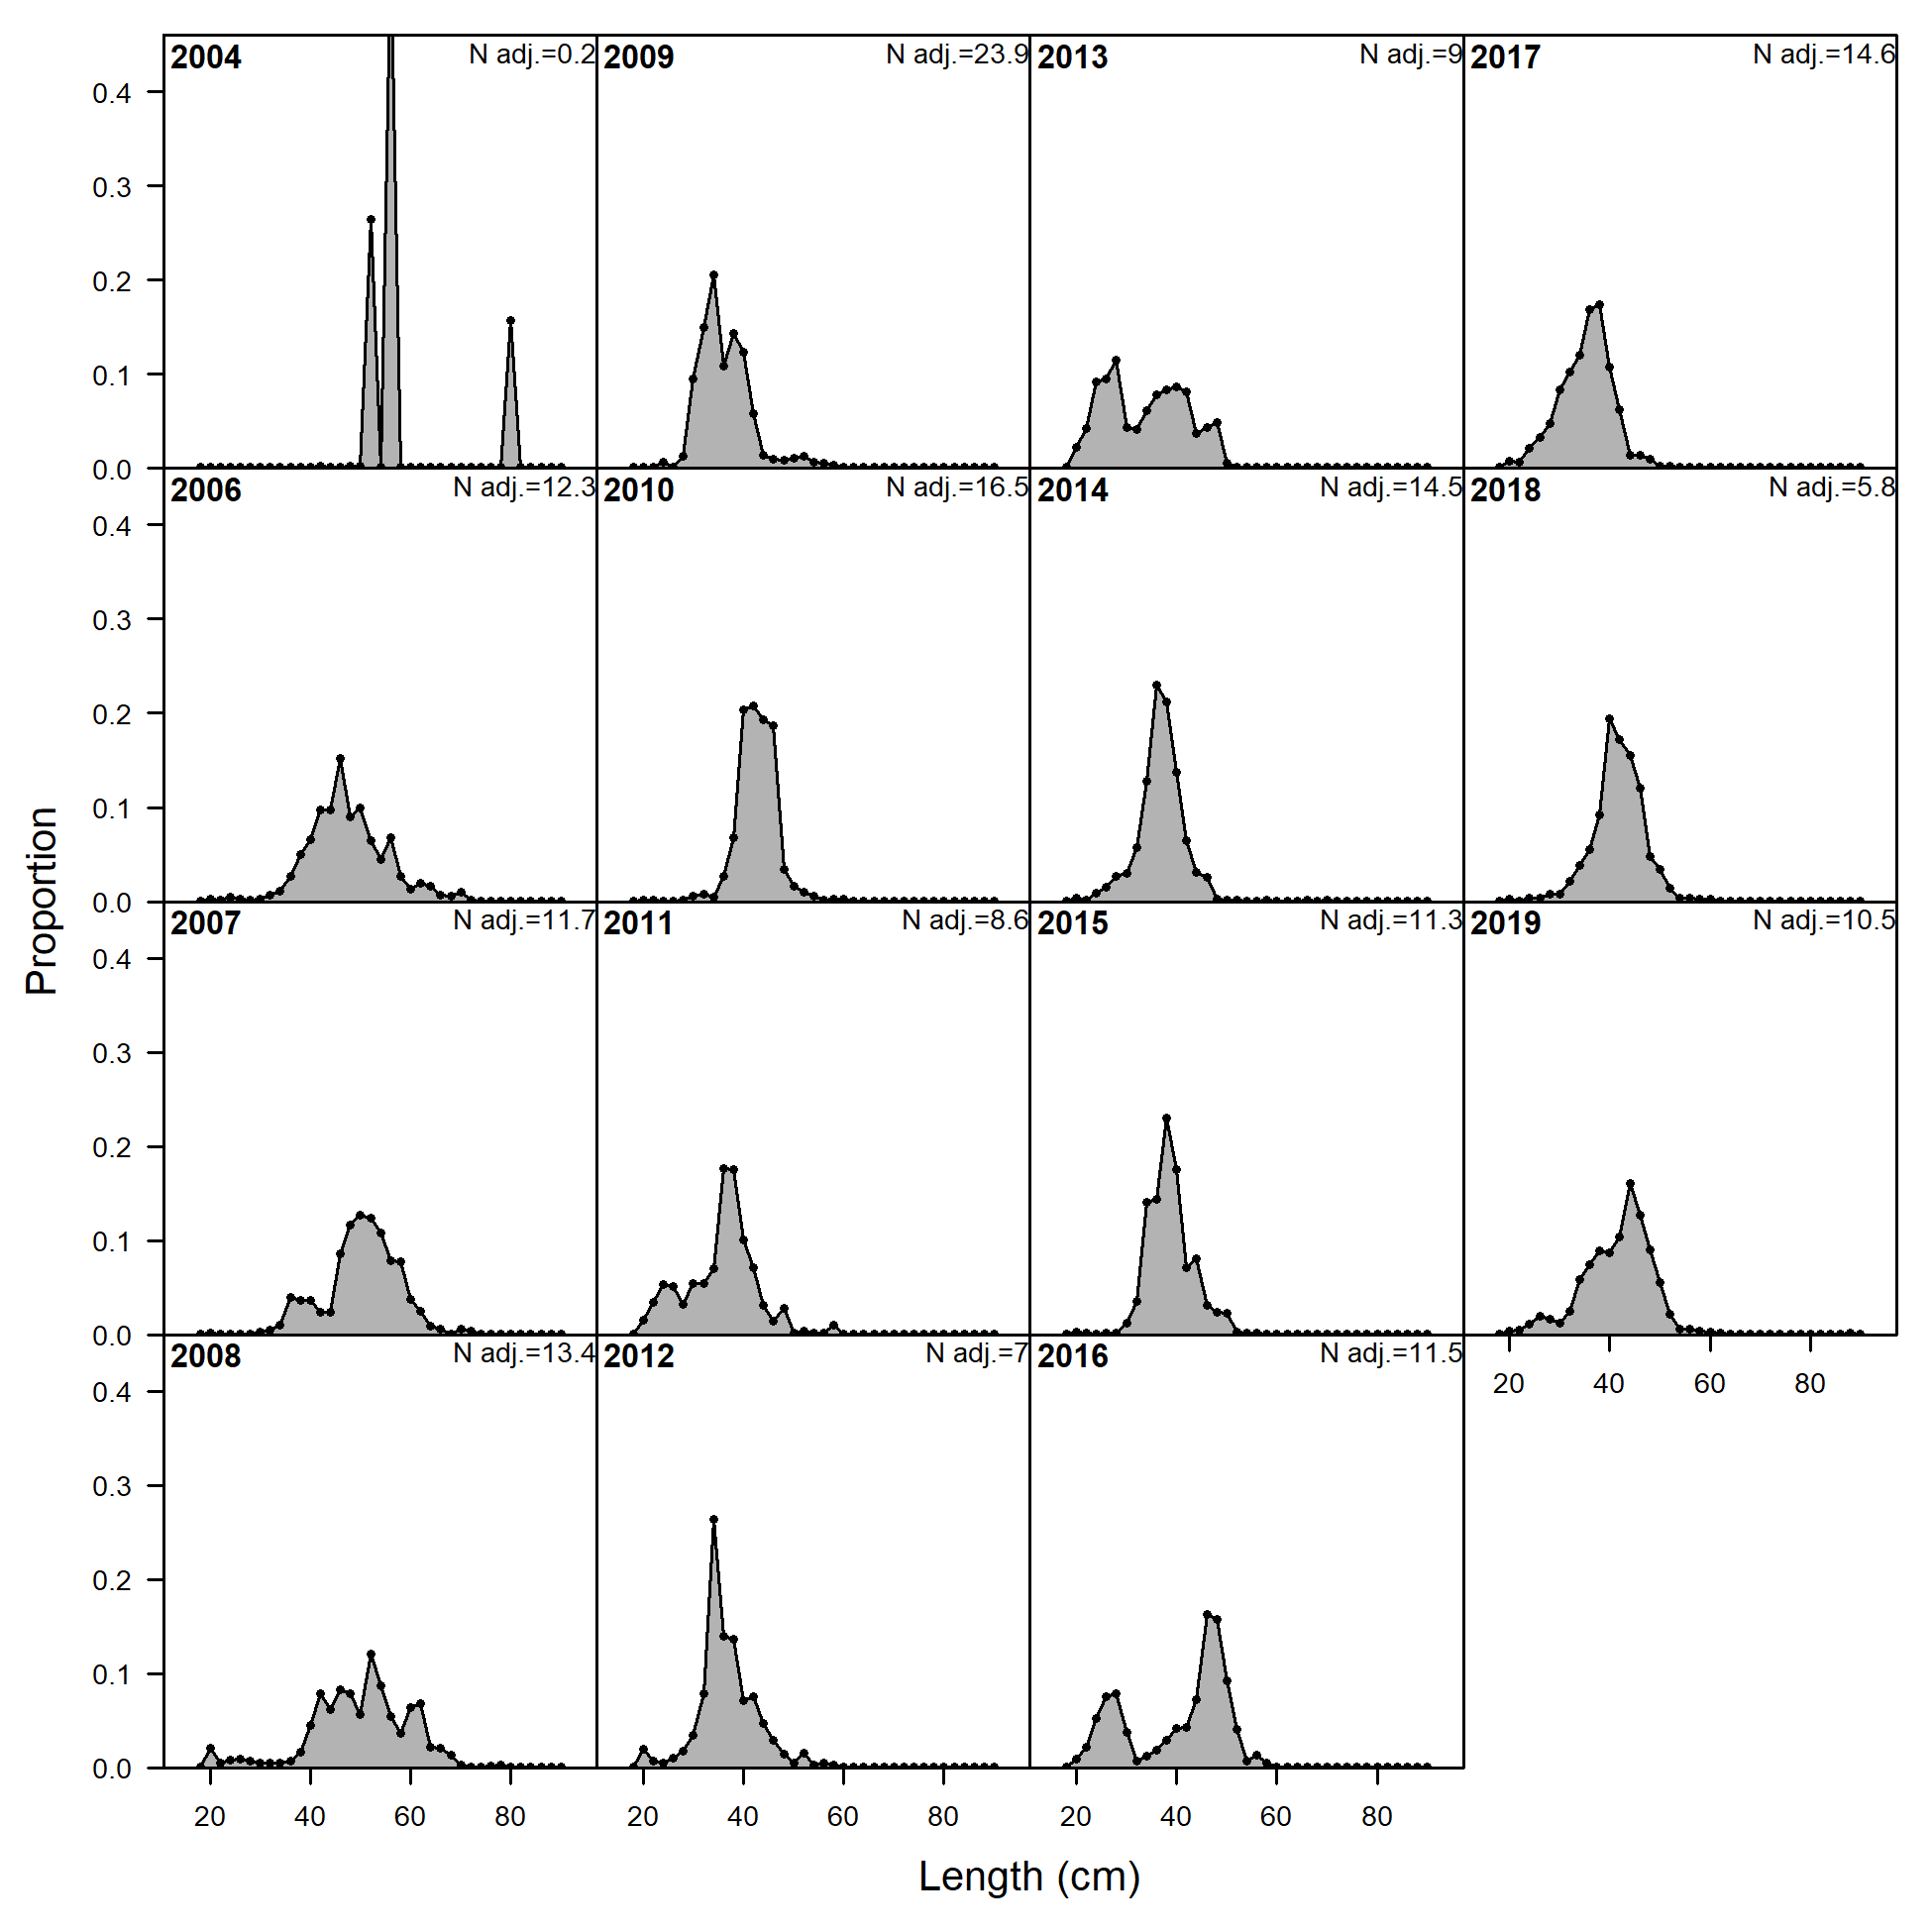 2004 N adj.=0.2 2009 N adj.=23.9 2013 N adj.=9 2017 N adj.=14.6
0.4
0.3
0.2
0.1
0.0
2006 N adj.=12.3 2010 N adj.=16.5 2014 N adj.=14.5 2018 N adj.=5.8
0.4
0.3
0.2
0.1
0.0
2007 N adj.=11.7 2011 N adj.=8.6 2015 N adj.=11.3 2019 N adj.=10.5
0.4
0.3
0.2
0.1
0.0
20 40 60 80
2008 N adj.=13.4 2012 N adj.=7 2016 N adj.=11.5
0.4
0.3
0.2
0.1
0.0
20 40 60 80 20 40 60 80 20 40 60 80
Proportion
Length (cm)